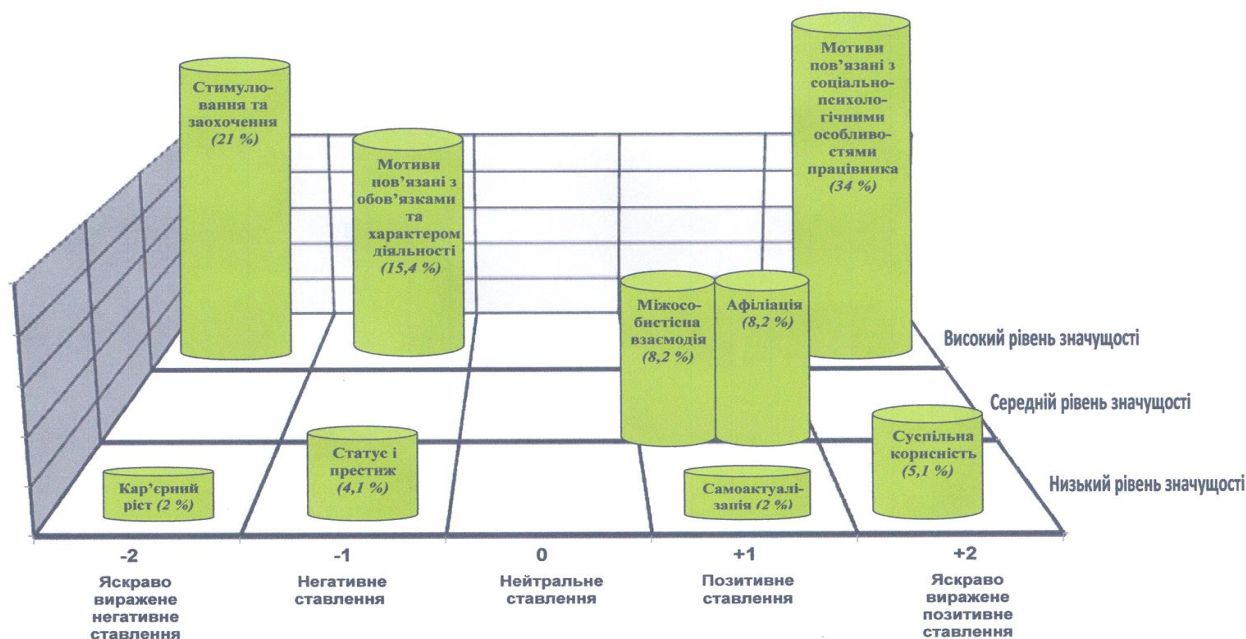 Стимулю-
вання та
заохочення
(21 %)
Мотиви
пов’язані з
обов’язками
та
характером
діяльності
(15,4 %)
Мотиви
пов’язані з
соціально-
психоло-
гічними
особливо-
стями
працівника
(34 %)
Міжосо-
бистісна
взаємодія
(8,2 %)
Афіліація
(8,2 %)
Кар’єрний
ріст (2 %)
Статус і
престиж
(4,1 %)
Самоактуалі-
зація (2 %)
Суспільна
корисність
(5,1 %)
Високий рівень значущості
Середній рівень значущості
Низький рівень значущості
-2
Яскраво
виражене
негативне
ставлення
-1
Негативне
ставлення
0
Нейтральне
ставлення
+1
Позитивне
ставлення
+2
Яскраво
виражене
позитивне
ставлення